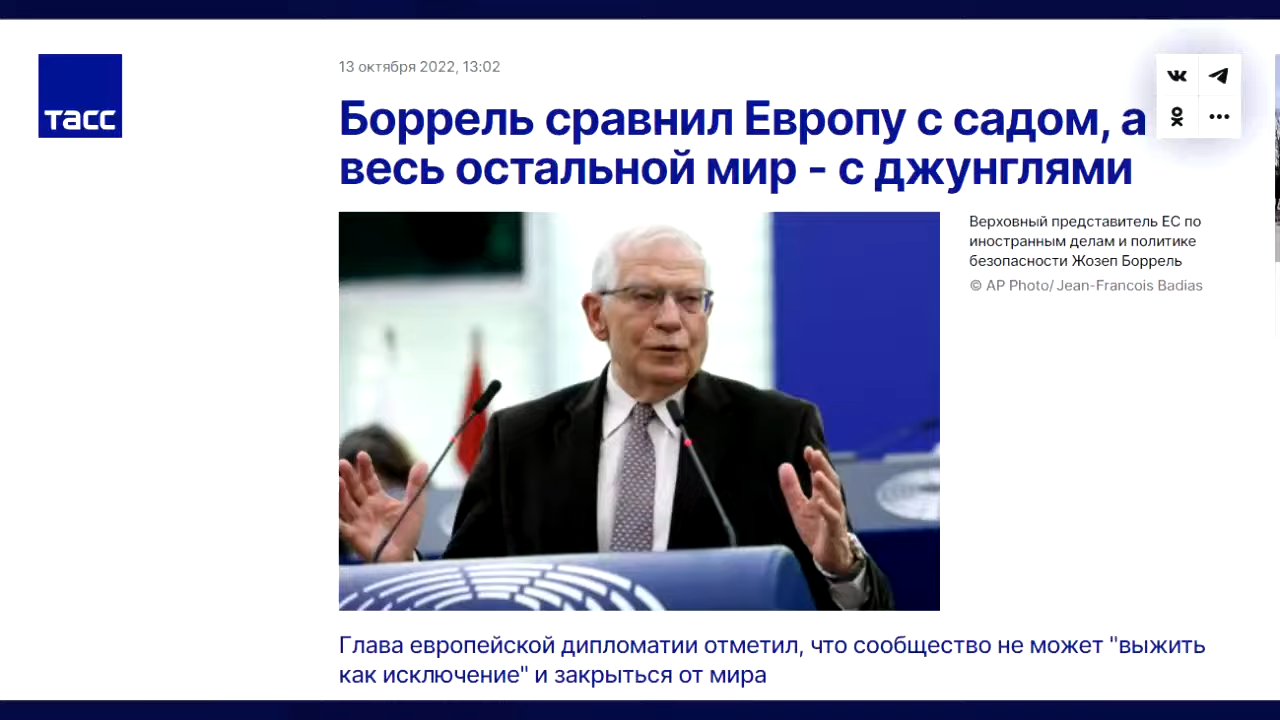 тасс
13 октября 2022, 13:02
Боррель сравнил Европу с садом, а
весь остальной мир - с джунглями
Верховный представитель ЕС по
иностранным делам и политике
безопасности Жозеп Боррель
© AP Photo/ Jean-Francois Badias
Глава европейской дипломатии отметил, что сообщество не может "выжить
как исключение" и закрыться от мира